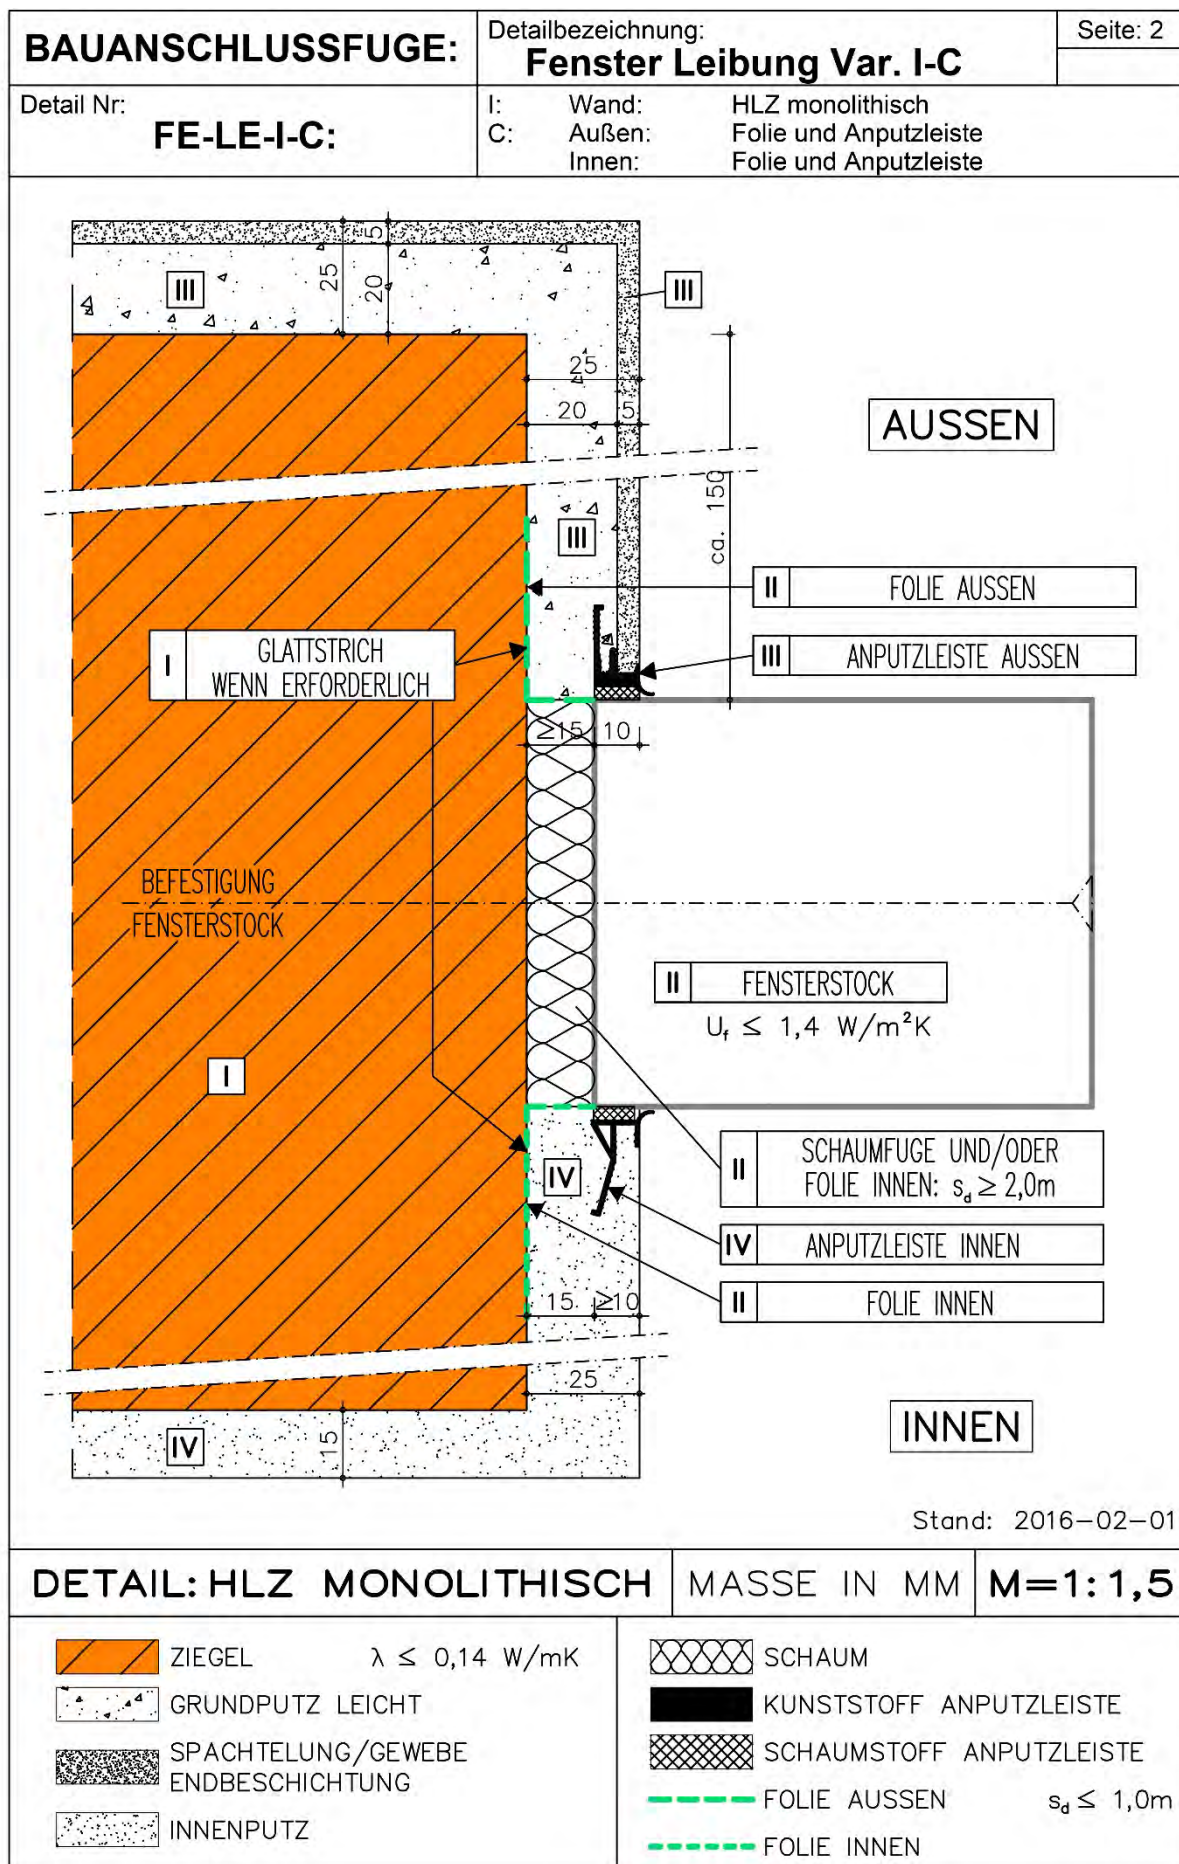 BAUANSCHLUSSFUGE:
Detailbezeichnung:
Fenster Leibung Var. I-C
Seite: 2
Detail Nr:
FE-LE-I-C:
I: Wand: HLZ monolithisch
C: Außen: Folie und Anputzleiste
Innen: Folie und Anputzleiste
5
25
20
III
III
25
20
5
AUSSEN
ca. 150
III
II FOLIE AUSSEN
I GLATTSTRICH
WENN ERFORDERLICH
III ANPUTZLEISTE AUSSEN
≥15
10
BEFESTIGUNG
FENSTERSTOCK
II FENSTERSTOCK
Uf ≤ 1,4 W/m²K
I
II SCHAUMFUGE UND/ODER
FOLIE INNEN: sd ≥ 2,0m
IV
IV ANPUTZLEISTE INNEN
II FOLIE INNEN
15
≥10
25
INNEN
IV
15
Stand: 2016-02-01
DETAIL: HLZ MONOLITHISCH
MASSE IN MM
M=1:1,5
ZIEGEL λ ≤ 0,14 W/mK
GRUNDPUTZ LEICHT
SPACHTELUNG/GEWEBE
ENDBESCHICHTUNG
INNENPUTZ
SCHAUM
KUNSTSTOFF ANPUTZLEISTE
SCHAUMSTOFF ANPUTZLEISTE
FOLIE AUSSEN sd ≤ 1,0m
FOLIE INNEN